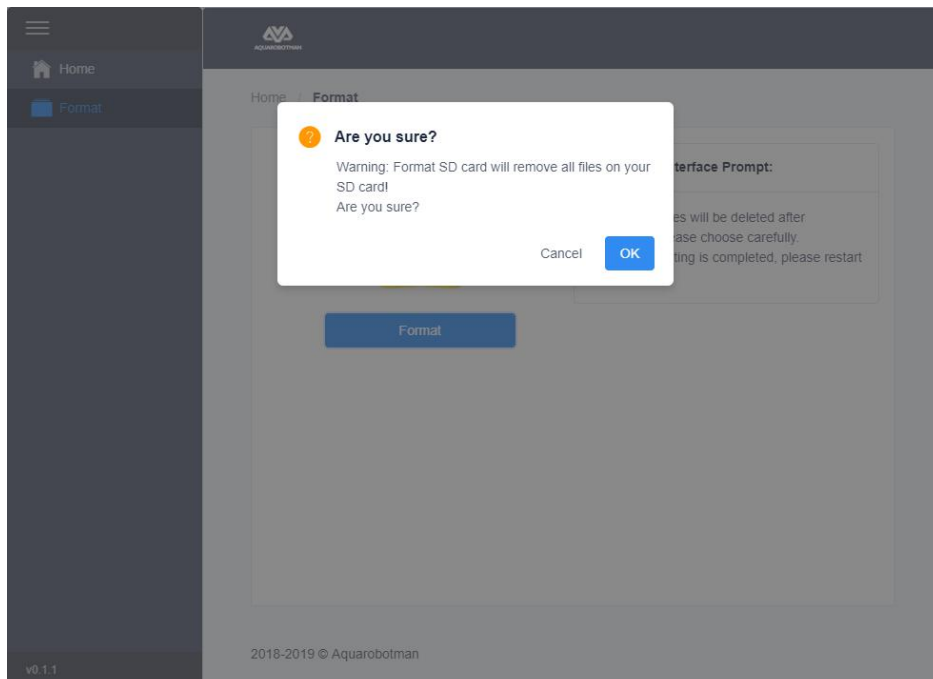 AQUAROBOTMAN
Home
Format
Home / Format
Are you sure?
Warning: Format SD card will remove all files on your
SD card!
Are you sure?
Cancel
OK
terface Prompt:
es will be deleted after
ase choose carefully.
ting is completed, please restart
Format
2018-2019 © Aquarobotman
v0.1.1